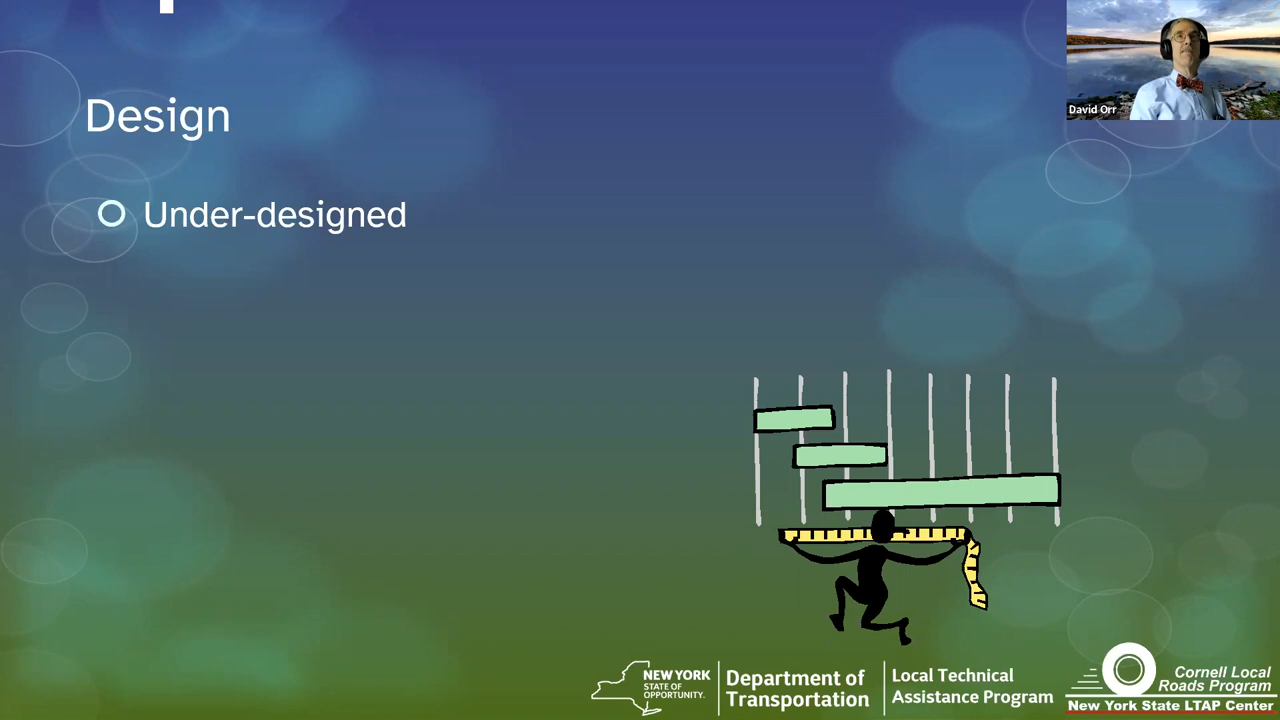 David Orr
Design
Under-designed
NEW YORK
STATE OF
OPPORTUNITY.
Department of
Transportation
Local Technical
Assistance Program
Cornell Local
Roads Program
New York State LTAP Center